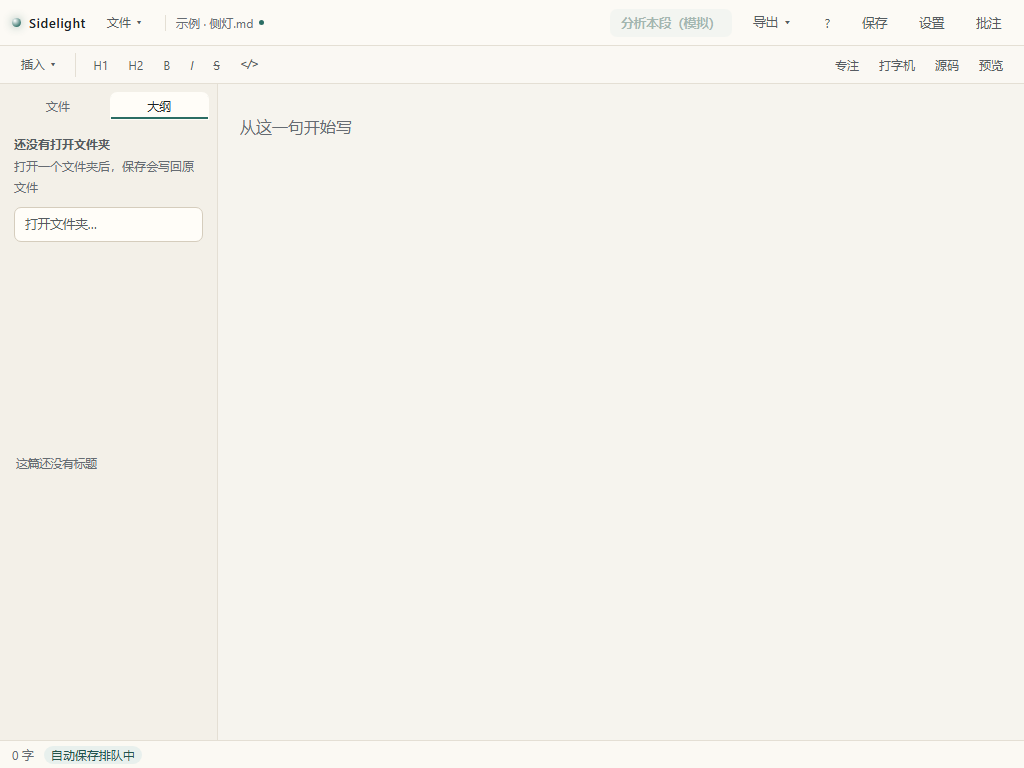 Sidelight 文件 示例 · 侧灯.md 分析本段（模拟） 导出 ? 保存 设置 批注
插入 H1 H2 B I S </> 专注 打字机 源码 预览
文件 大纲
从这一句开始写
还没有打开文件夹
打开一个文件夹后，保存会写回原
文件
打开文件夹...
这篇还没有标题
0 字 自动保存排队中